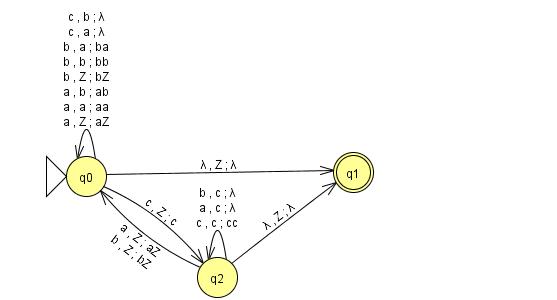 c , b ; λ
c , a ; λ
b , a ; ba
b , b ; bb
b , Z ; bZ
a , b ; ab
a , a ; aa
a , Z ; aZ
q0
λ , Z ; λ
q1
c , Z ; c
b , c ; λ
a , c ; λ
c , c ; cc
λ , Z ; λ
a , Z ; aZ
b , Z ; bZ
q2